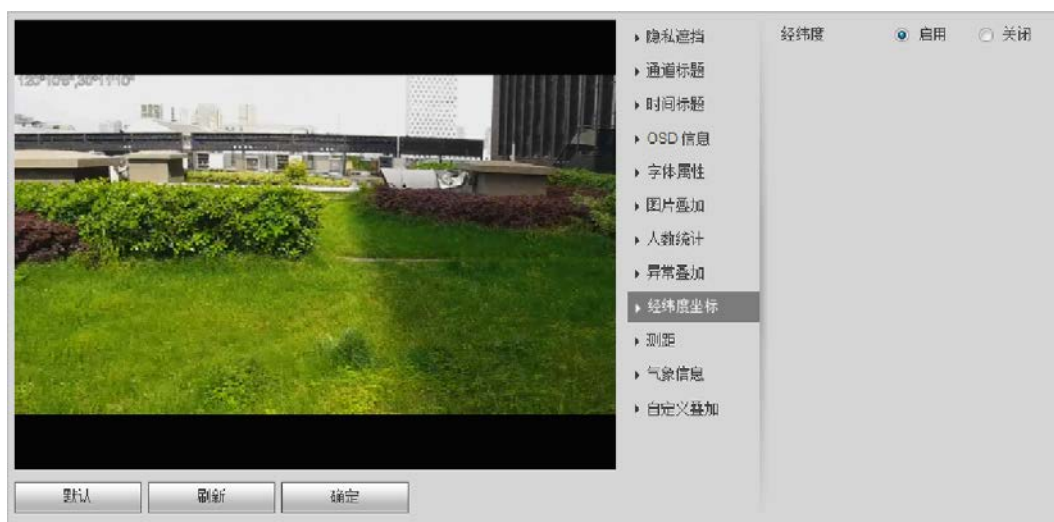 隐私遮挡
经纬度 启用 关闭
通道标题
时间标题
OSD 信息
字体属性
图片叠加
人数统计
异常叠加
经纬度坐标
测距
气象信息
自定义叠加
默认 刷新 确定